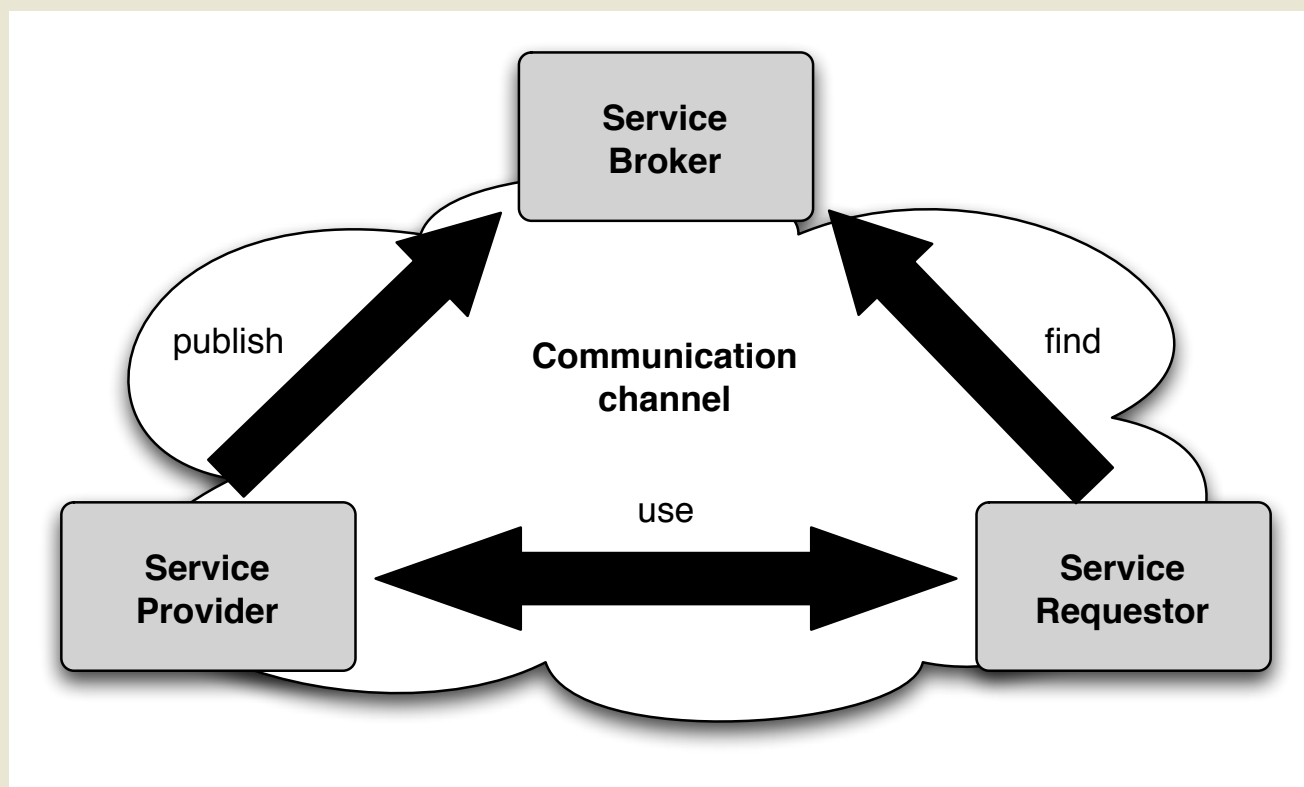 Service
Broker
publish
find
Communication
channel
use
Service
Provider
Service
Requestor